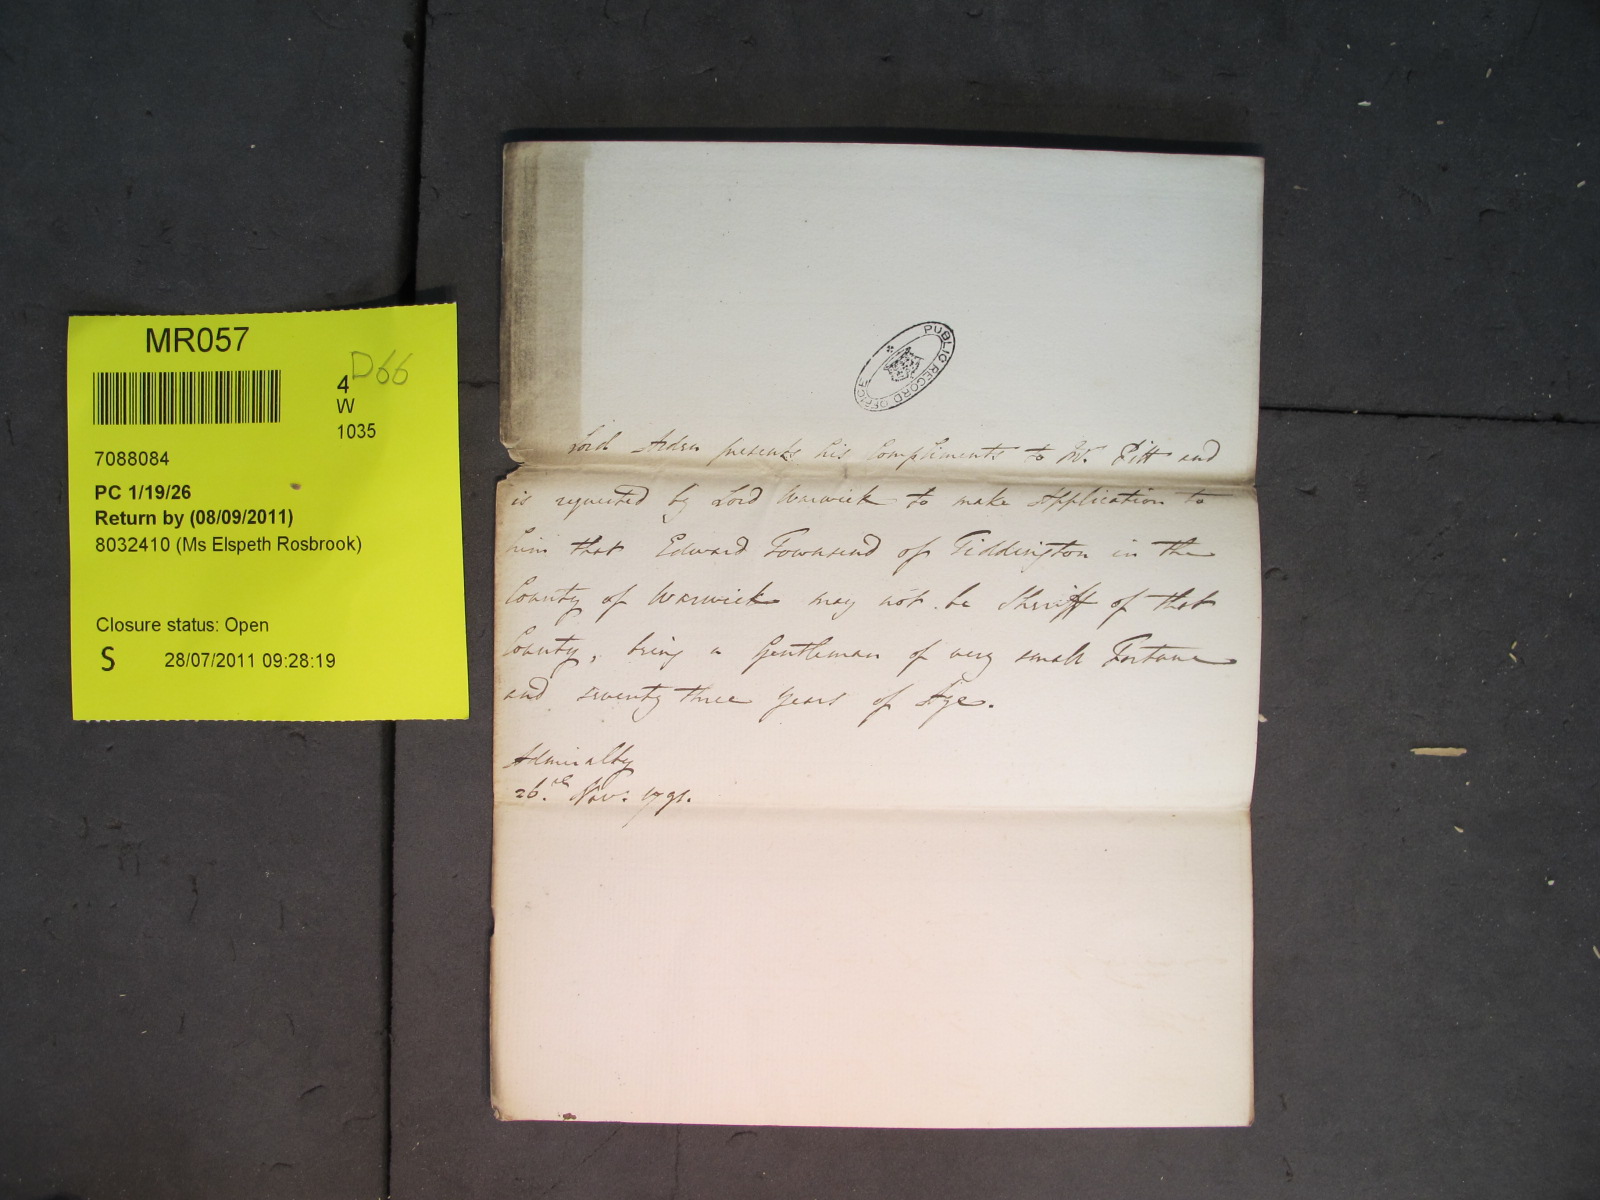 MR057
D66
4
W
1035
7088084
PC 1/19/26
Return by (08/09/2011)
8032410 (Ms Elspeth Rosbrook)
Closure status: Open
S 28/07/2011 09:28:19
PUBLIC RECORD OFFICE
Lord Arden presents his Compliments to Mr. Pitt and
is requested by Lord Warwick to make Application to
him that Edward Townsend of Tiddington in the
County of Warwick may not be Sheriff of that
County, being a Gentleman of very small Fortune
and seventy three years of Age.
Admiralty
26.th Nov: 1791.